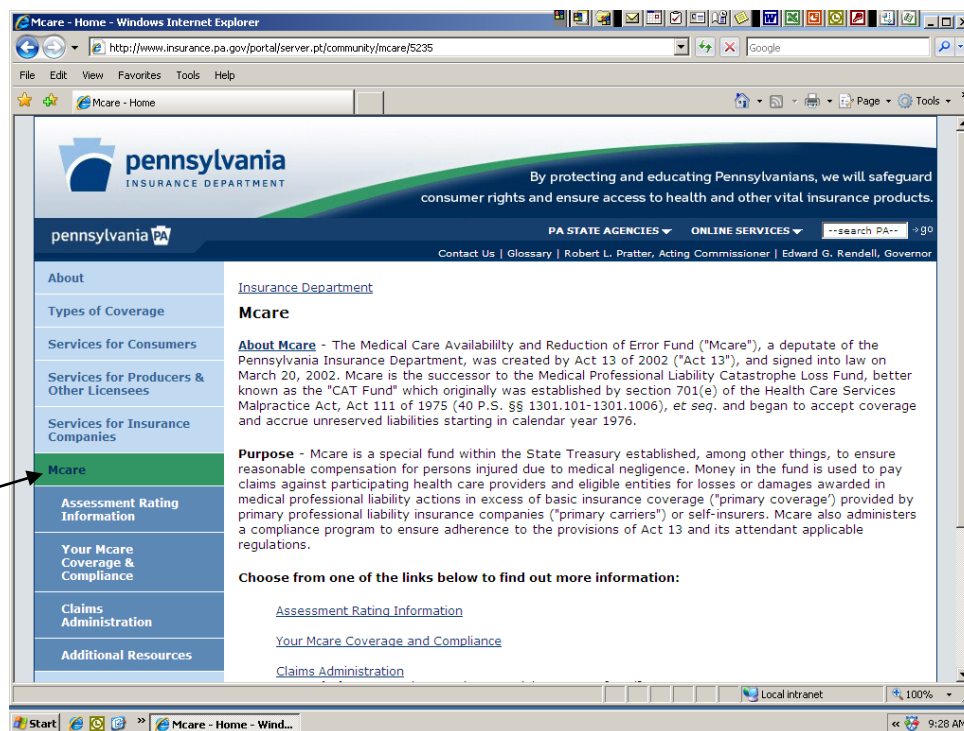 Mcare - Home - Windows Internet Explorer
http://www.insurance.pa.gov/portal/server.pt/community/mcare/5235
Google
File Edit View Favorites Tools Help
Mcare - Home
Page Tools
pennsylvania
INSURANCE DEPARTMENT
By protecting and educating Pennsylvanians, we will safeguard
consumer rights and ensure access to health and other vital insurance products.
pennsylvania PA
PA STATE AGENCIES ONLINE SERVICES --search PA-- go
Contact Us | Glossary | Robert L. Pratter, Acting Commissioner | Edward G. Rendell, Governor
About
Types of Coverage
Services for Consumers
Services for Producers &
Other Licensees
Services for Insurance
Companies
Mcare
Assessment Rating
Information
Your Mcare
Coverage &
Compliance
Claims
Administration
Additional Resources
Insurance Department
Mcare
About Mcare - The Medical Care Availability and Reduction of Error Fund ("Mcare"), a deputate of the
Pennsylvania Insurance Department, was created by Act 13 of 2002 ("Act 13"), and signed into law on
March 20, 2002. Mcare is the successor to the Medical Professional Liability Catastrophe Loss Fund, better
known as the "CAT Fund" which originally was established by section 701(e) of the Health Care Services
Malpractice Act, Act 111 of 1975 (40 P.S. §§ 1301.101-1301.1006), et seq. and began to accept coverage
and accrue unreserved liabilities starting in calendar year 1976.
Purpose - Mcare is a special fund within the State Treasury established, among other things, to ensure
reasonable compensation for persons injured due to medical negligence. Money in the fund is used to pay
claims against participating health care providers and eligible entities for losses or damages awarded in
medical professional liability actions in excess of basic insurance coverage ("primary coverage') provided by
primary professional liability insurance companies ("primary carriers") or self-insurers. Mcare also administers
a compliance program to ensure adherence to the provisions of Act 13 and its attendant applicable
regulations.
Choose from one of the links below to find out more information:
Assessment Rating Information
Your Mcare Coverage and Compliance
Claims Administration
Local intranet 100%
Start Mcare - Home - Wind... 9:28 AM